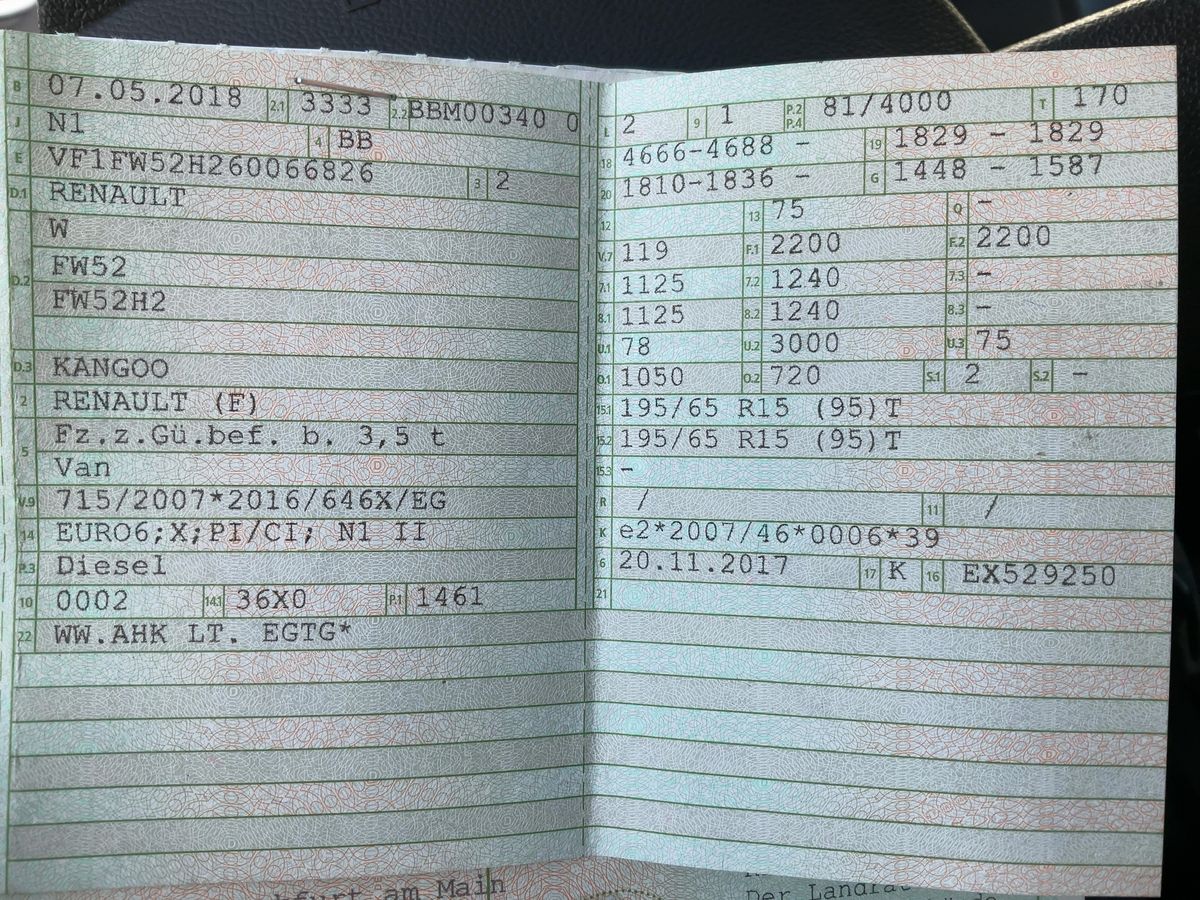 B 07.05.2018 2.1 3333 2.2 BBM00340 0
J N1 4 BB
E VF1FW52H260066826 3 2
D.1 RENAULT
W
D.2 FW52
FW52H2
D.3 KANGOO
2 RENAULT (F)
5 Fz.z.Gü.bef. b. 3,5 t
Van
V.9 715/2007*2016/646X/EG
14 EURO6;X;PI/CI; N1 II
P.3 Diesel
10 0002 14.1 36X0 P.1 1461
22 WW.AHK LT. EGTG*
L 2 9 1 P.2 P.4 81/4000 T 170
18 4666-4688 - 19 1829 - 1829
20 1810-1836 - G 1448 - 1587
12 13 75 Q -
V.7 119 F.1 2200 F.2 2200
7.1 1125 7.2 1240 7.3 -
8.1 1125 8.2 1240 8.3 -
U.1 78 U.2 3000 U.3 75
O.1 1050 O.2 720 S.1 2 S.2 -
15.1 195/65 R15 (95)T
15.2 195/65 R15 (95)T
15.3 -
R / 11 /
K e2*2007/46*0006*39
6 20.11.2017 17 K 16 EX529250
21
am Main
Der